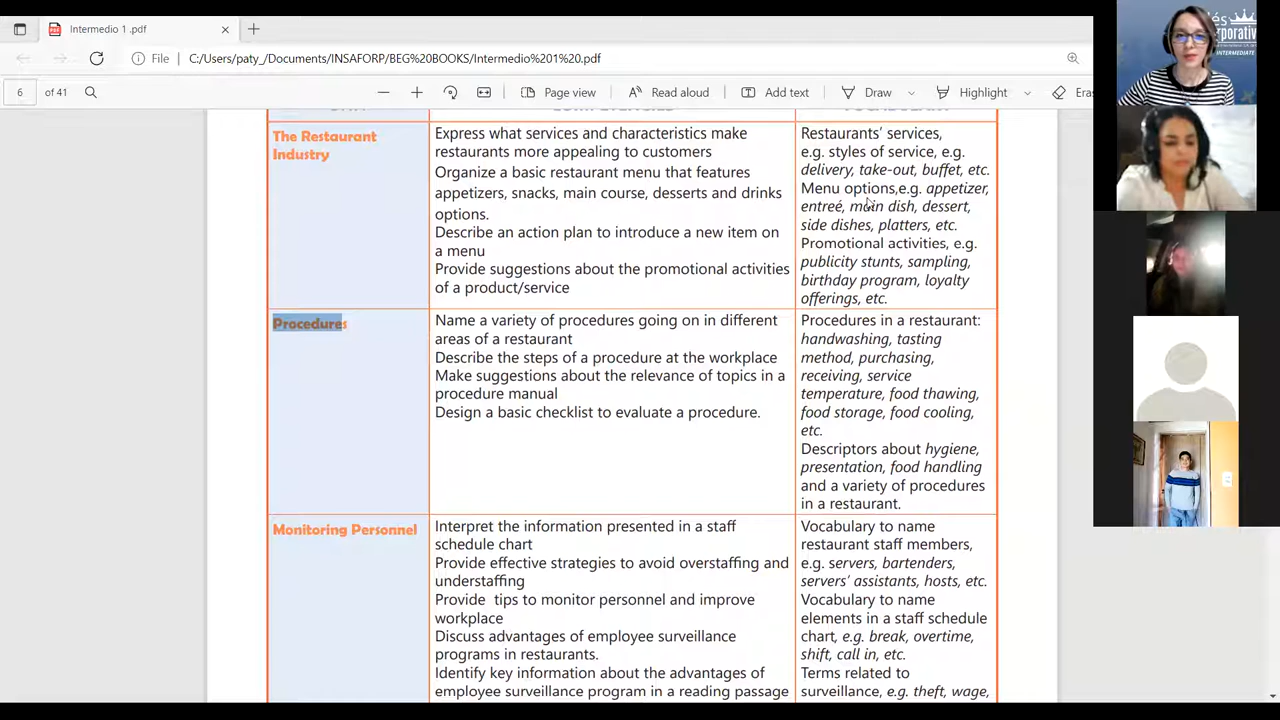 Intermedio 1 .pdf
File
C:/Users/paty_/Documents/INSAFORP/BEG%20BOOKS/Intermedio%201%20.pdf
6 of 41
Page view
Read aloud
Add text
Draw
Highlight
Eras
The Restaurant
Industry
Express what services and characteristics make
restaurants more appealing to customers
Organize a basic restaurant menu that features
appetizers, snacks, main course, desserts and drinks
options.
Describe an action plan to introduce a new item on
a menu
Provide suggestions about the promotional activities
of a product/service
Restaurants’ services,
e.g. styles of service, e.g.
delivery, take-out, buffet, etc.
Menu options,e.g. appetizer,
entreé, main dish, dessert,
side dishes, platters, etc.
Promotional activities, e.g.
publicity stunts, sampling,
birthday program, loyalty
offerings, etc.
Procedures
Name a variety of procedures going on in different
areas of a restaurant
Describe the steps of a procedure at the workplace
Make suggestions about the relevance of topics in a
procedure manual
Design a basic checklist to evaluate a procedure.
Procedures in a restaurant:
handwashing, tasting
method, purchasing,
receiving, service
temperature, food thawing,
food storage, food cooling,
etc.
Descriptors about hygiene,
presentation, food handling
and a variety of procedures
in a restaurant.
Monitoring Personnel
Interpret the information presented in a staff
schedule chart
Provide effective strategies to avoid overstaffing and
understaffing
Provide tips to monitor personnel and improve
workplace
Discuss advantages of employee surveillance
programs in restaurants.
Identify key information about the advantages of
employee surveillance program in a reading passage
Vocabulary to name
restaurant staff members,
e.g. servers, bartenders,
servers’ assistants, hosts, etc.
Vocabulary to name
elements in a staff schedule
chart, e.g. break, overtime,
shift, call in, etc.
Terms related to
surveillance, e.g. theft, wage,
és
rporativ
INTERMEDIATE